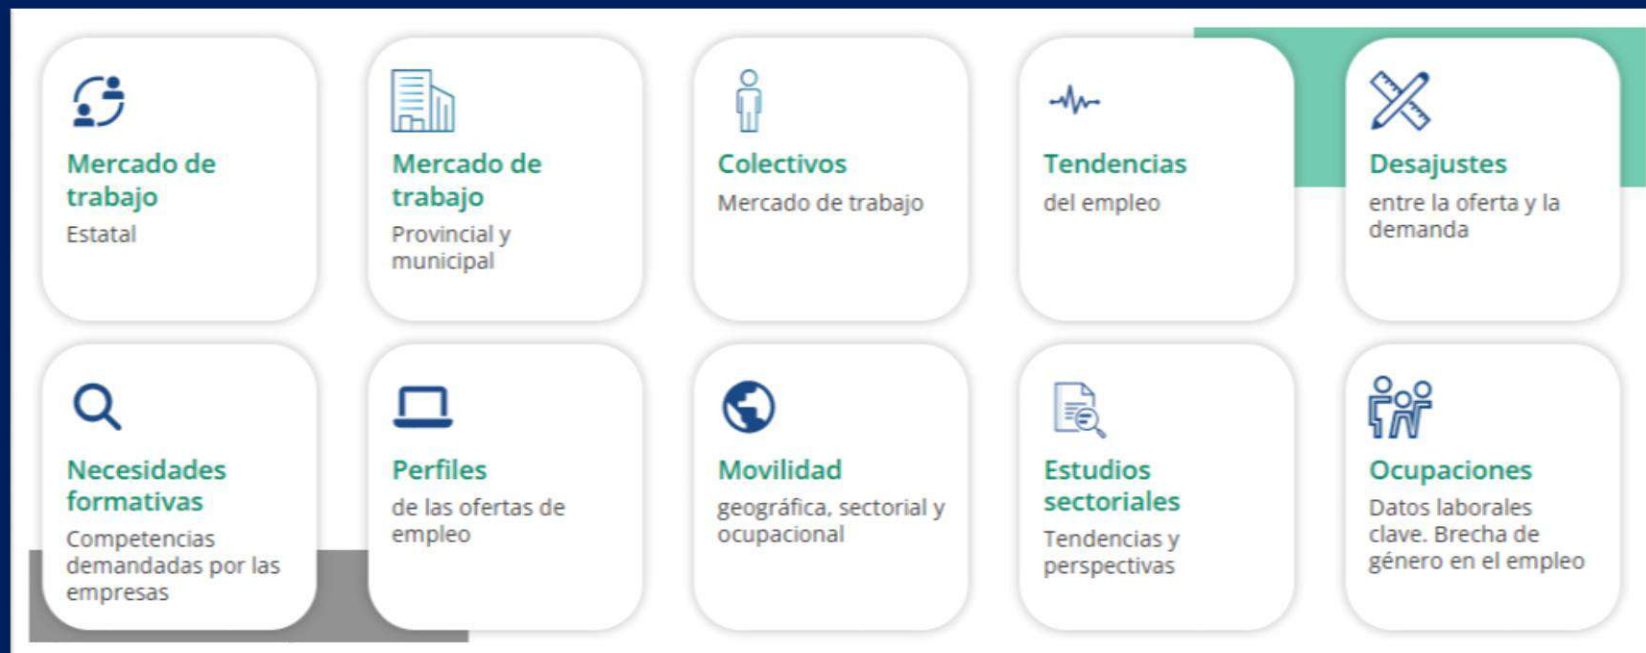 Mercado de
trabajo
Estatal
Mercado de
trabajo
Provincial y
municipal
Colectivos
Mercado de trabajo
Tendencias
del empleo
Desajustes
entre la oferta y la
demanda
Necesidades
formativas
Competencias
demandadas por las
empresas
Perfiles
de las ofertas de
empleo
Movilidad
geográfica, sectorial y
ocupacional
Estudios
sectoriales
Tendencias y
perspectivas
Ocupaciones
Datos laborales
clave. Brecha de
género en el empleo